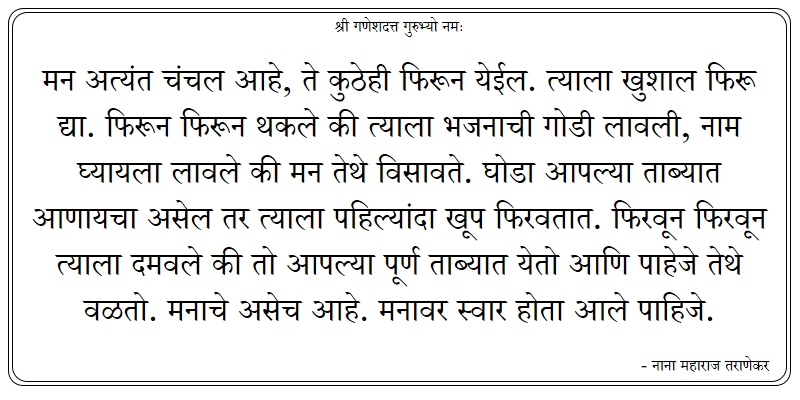 श्री गणेशदत्त गुरुभ्यो नमः
मन अत्यंत चंचल आहे, ते कुठेही फिरून येईल. त्याला खुशाल फिरू
द्या. फिरून फिरून थकले की त्याला भजनाची गोडी लावली, नाम
घ्यायला लावले की मन तेथे विसावते. घोडा आपल्या ताब्यात
आणायचा असेल तर त्याला पहिल्यांदा खूप फिरवतात. फिरवून फिरवून
त्याला दमवले की तो आपल्या पूर्ण ताब्यात येतो आणि पाहेजे तेथे
वळतो. मनाचे असेच आहे. मनावर स्वार होता आले पाहिजे.
- नाना महाराज तराणेकर